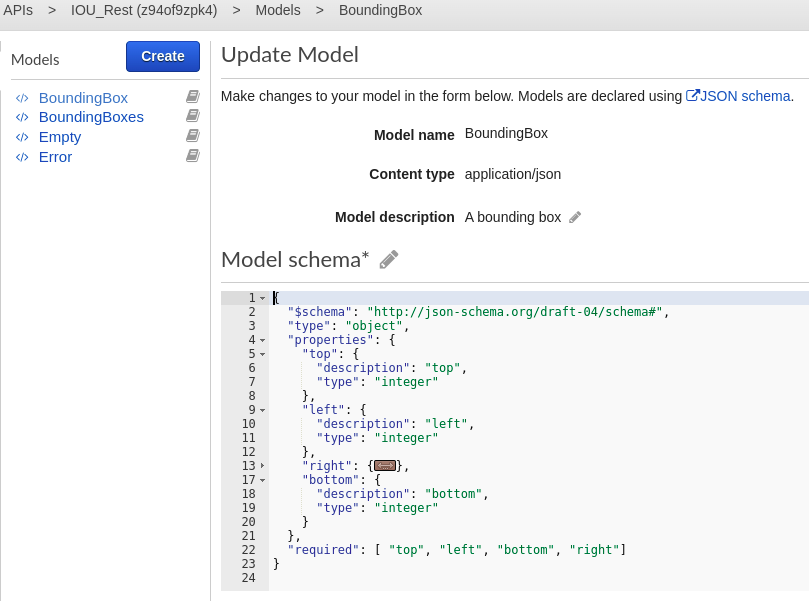 APIs > IOU_Rest (z94of9zpk4) > Models > BoundingBox
Models
Create
</> BoundingBox
</> BoundingBoxes
</> Empty
</> Error
Update Model
Make changes to your model in the form below. Models are declared using JSON schema.
Model name BoundingBox
Content type application/json
Model description A bounding box
Model schema*
1 {
2 "$schema": "http://json-schema.org/draft-04/schema#",
3 "type": "object",
4 "properties": {
5 "top": {
6 "description": "top",
7 "type": "integer"
8 },
9 "left": {
10 "description": "left",
11 "type": "integer"
12 },
13 "right": {<...>},
17 "bottom": {
18 "description": "bottom",
19 "type": "integer"
20 }
21 },
22 "required": [ "top", "left", "bottom", "right"]
23 }
24